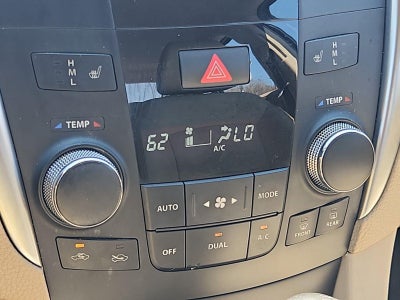 H
M
L
H
M
L
TEMP
TEMP
62
LO
A/C
AUTO
MODE
OFF
DUAL
A/C
FRONT
REAR